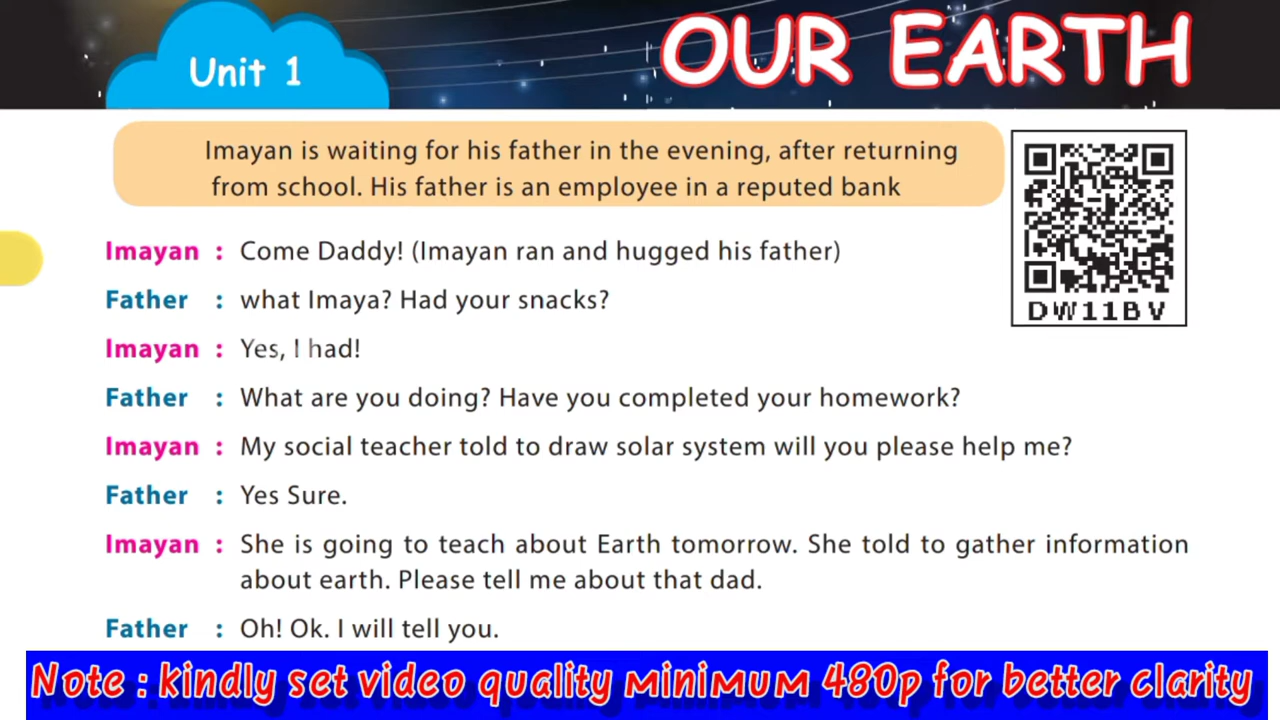 Unit 1
OUR EARTH
Imayan is waiting for his father in the evening, after returning
from school. His father is an employee in a reputed bank
DW11BV
Imayan : Come Daddy! (Imayan ran and hugged his father)
Father : what Imaya? Had your snacks?
Imayan : Yes, I had!
Father : What are you doing? Have you completed your homework?
Imayan : My social teacher told to draw solar system will you please help me?
Father : Yes Sure.
Imayan : She is going to teach about Earth tomorrow. She told to gather information
about earth. Please tell me about that dad.
Father : Oh! Ok. I will tell you.
Note : kindly set video quality minimum 480p for better clarity